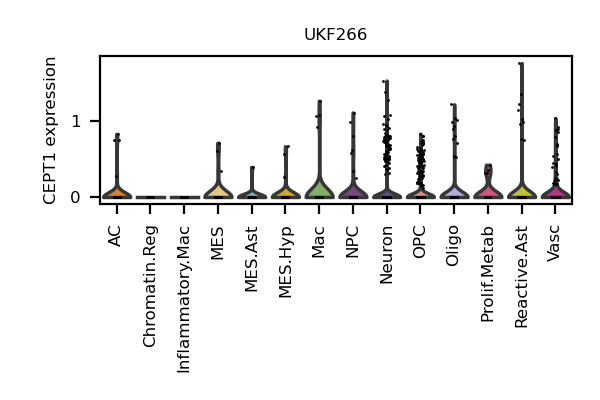 UKF266
CEPT1 expression
1
0
AC
Chromatin.Reg
Inflammatory.Mac
MES
MES.Ast
MES.Hyp
Mac
NPC
Neuron
OPC
Oligo
Prolif.Metab
Reactive.Ast
Vasc